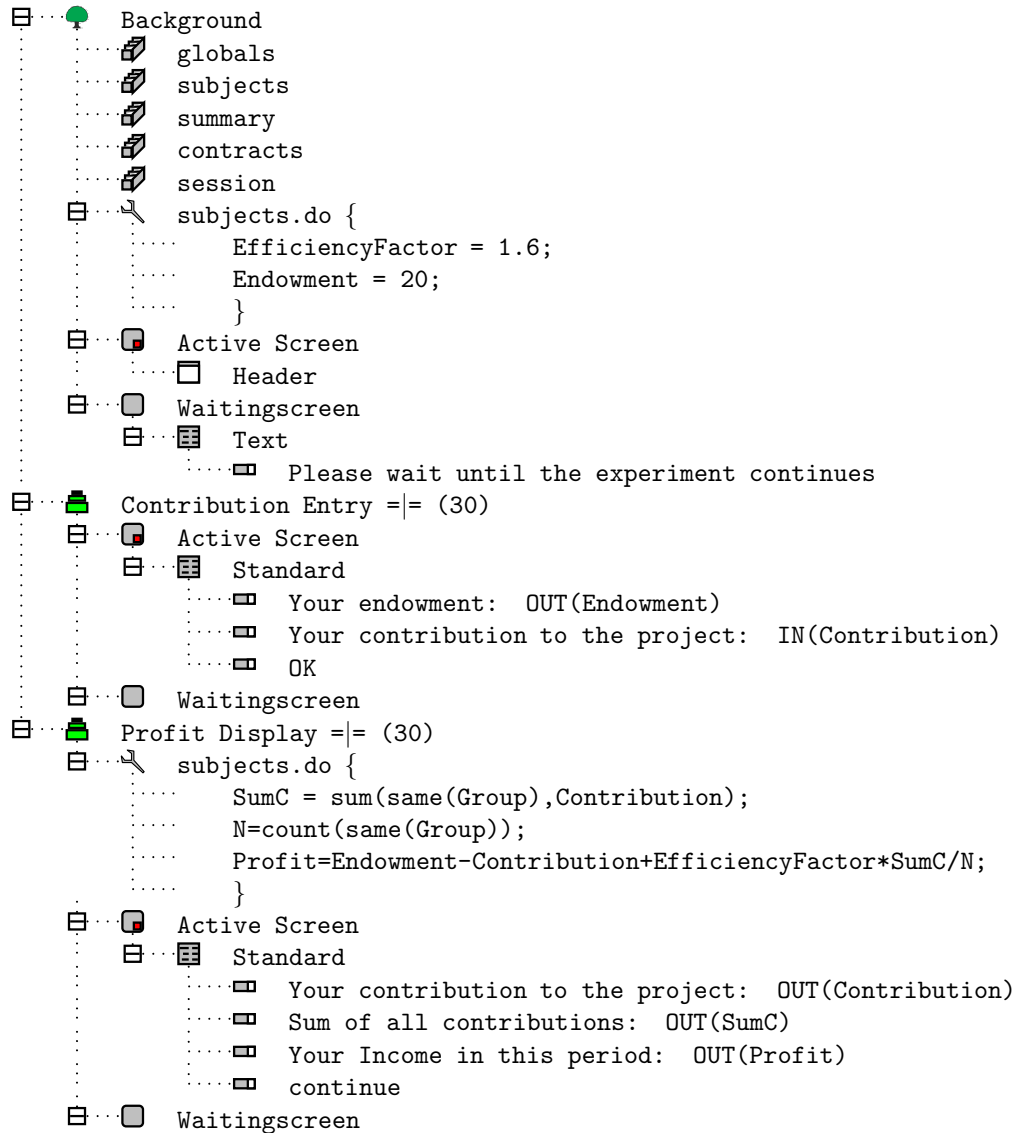 Background
globals
subjects
summary
contracts
session
subjects.do {
EfficiencyFactor = 1.6;
Endowment = 20;
}
Active Screen
Header
Waitingscreen
Text
Please wait until the experiment continues
Contribution Entry =|= (30)
Active Screen
Standard
Your endowment: OUT(Endowment)
Your contribution to the project: IN(Contribution)
OK
Waitingscreen
Profit Display =|= (30)
subjects.do {
SumC = sum(same(Group),Contribution);
N=count(same(Group));
Profit=Endowment-Contribution+EfficiencyFactor*SumC/N;
}
Active Screen
Standard
Your contribution to the project: OUT(Contribution)
Sum of all contributions: OUT(SumC)
Your Income in this period: OUT(Profit)
continue
Waitingscreen